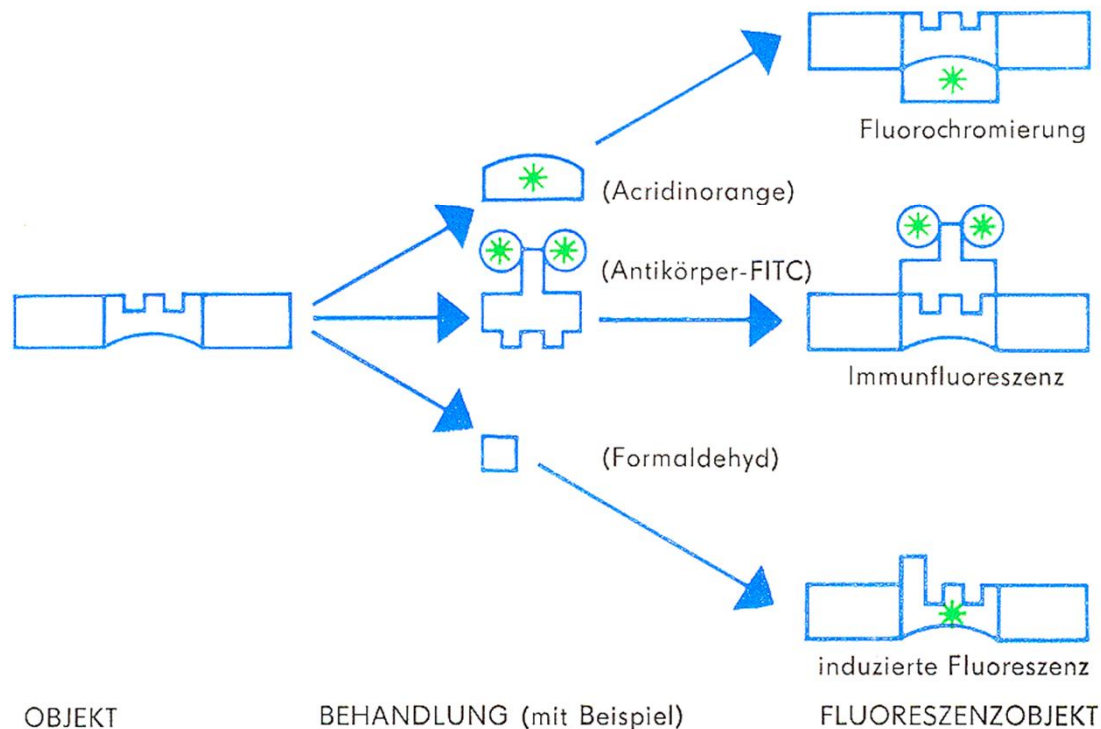 Fluorochromierung
(Acridinorange)
(Antikörper-FITC)
Immunfluoreszenz
(Formaldehyd)
induzierte Fluoreszenz
OBJEKT
BEHANDLUNG (mit Beispiel)
FLUORESZENZOBJEKT